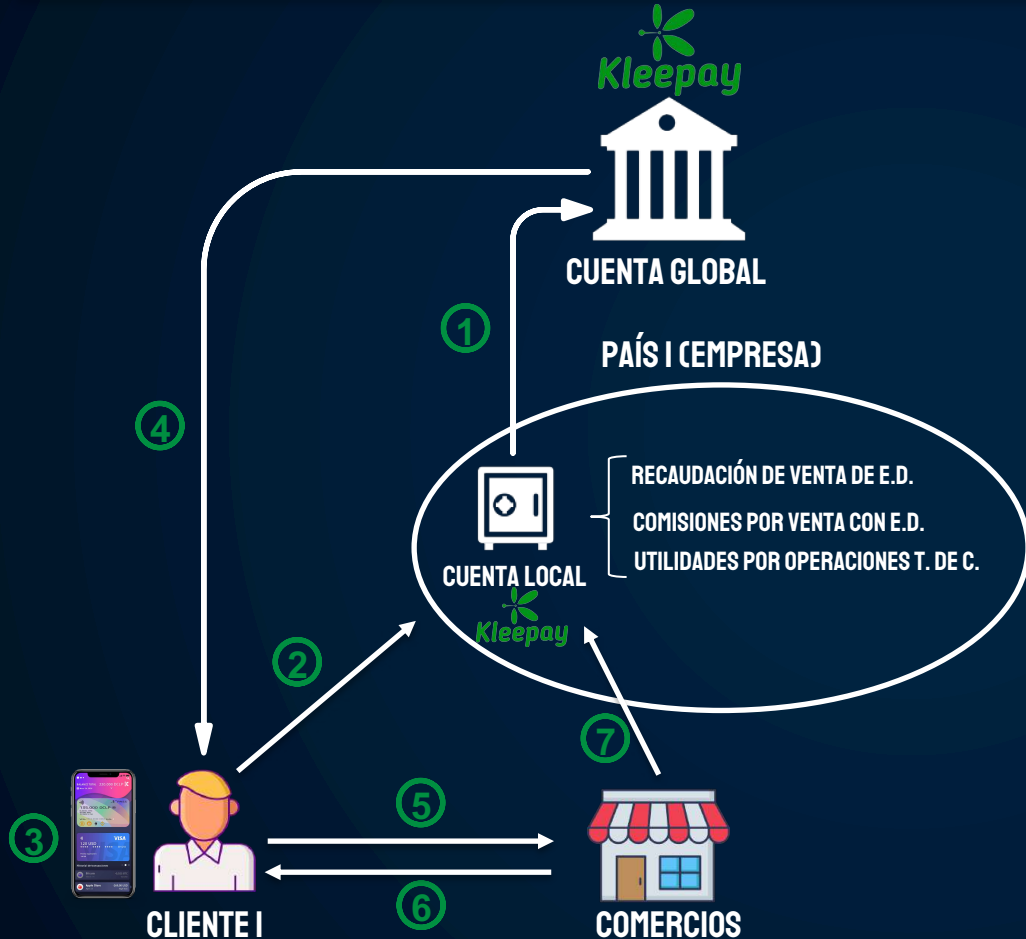 Kleepay
CUENTA GLOBAL
1
PAÍS I (EMPRESA)
4
RECAUDACIÓN DE VENTA DE E.D.
COMISIONES POR VENTA CON E.D.
UTILIDADES POR OPERACIONES T. DE C.
CUENTA LOCAL
Kleepay
2
7
3
VISA
5
6
CLIENTE I
COMERCIOS